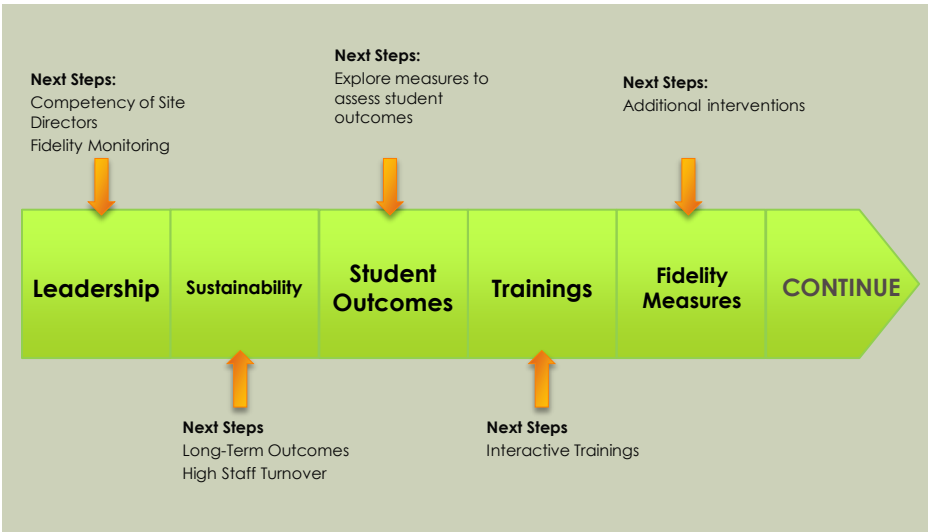 Next Steps:
Competency of Site
Directors
Fidelity Monitoring
Next Steps:
Explore measures to
assess student
outcomes
Next Steps:
Additional interventions
Leadership
Sustainability
Student
Outcomes
Trainings
Fidelity
Measures
CONTINUE
Next Steps
Long-Term Outcomes
High Staff Turnover
Next Steps
Interactive Trainings